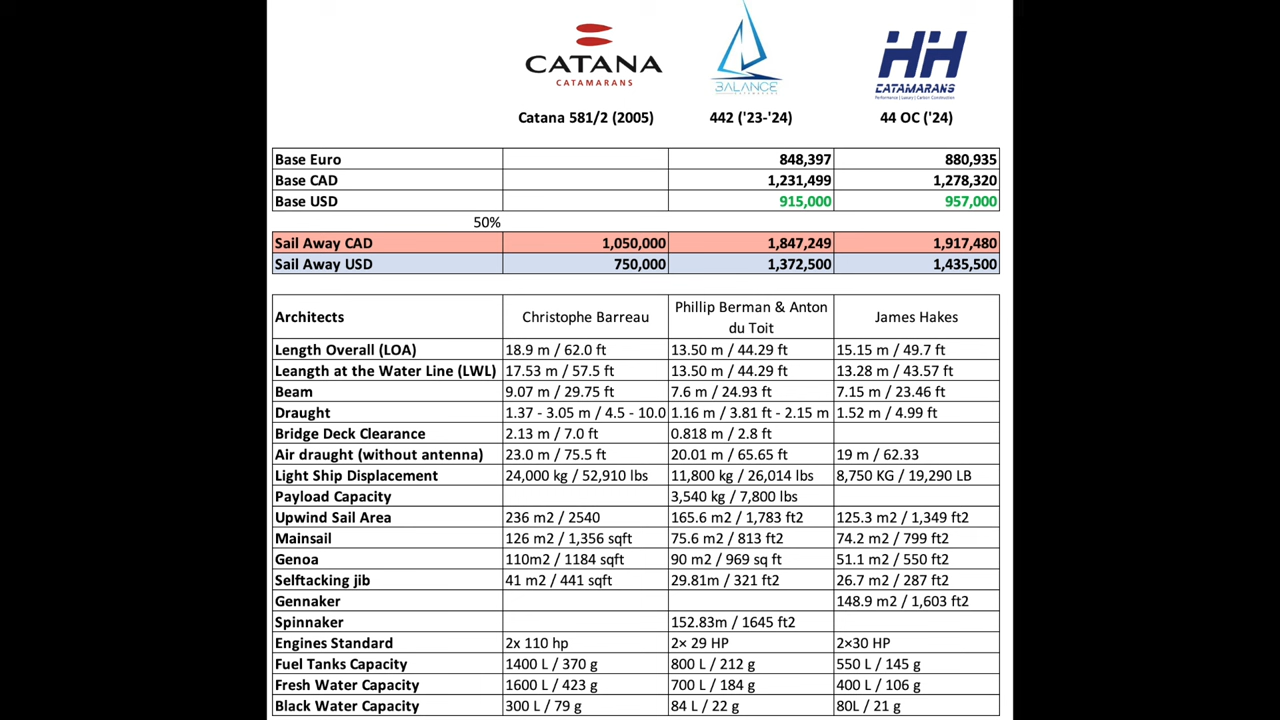 CATANA
CATAMARANS
BALANCE
HH
CATAMARANS
Performance | Luxury | Carbon Construction
Catana 581/2 (2005) 442 ('23-'24) 44 OC ('24)
Base Euro 848,397 880,935
Base CAD 1,231,499 1,278,320
Base USD 915,000 957,000
50%
Sail Away CAD 1,050,000 1,847,249 1,917,480
Sail Away USD 750,000 1,372,500 1,435,500
Architects Christophe Barreau Phillip Berman & Anton du Toit James Hakes
Length Overall (LOA) 18.9 m / 62.0 ft 13.50 m / 44.29 ft 15.15 m / 49.7 ft
Leangth at the Water Line (LWL) 17.53 m / 57.5 ft 13.50 m / 44.29 ft 13.28 m / 43.57 ft
Beam 9.07 m / 29.75 ft 7.6 m / 24.93 ft 7.15 m / 23.46 ft
Draught 1.37 - 3.05 m / 4.5 - 10.0 1.16 m / 3.81 ft - 2.15 m 1.52 m / 4.99 ft
Bridge Deck Clearance 2.13 m / 7.0 ft 0.818 m / 2.8 ft
Air draught (without antenna) 23.0 m / 75.5 ft 20.01 m / 65.65 ft 19 m / 62.33
Light Ship Displacement 24,000 kg / 52,910 lbs 11,800 kg / 26,014 lbs 8,750 KG / 19,290 LB
Payload Capacity 3,540 kg / 7,800 lbs
Upwind Sail Area 236 m2 / 2540 165.6 m2 / 1,783 ft2 125.3 m2 / 1,349 ft2
Mainsail 126 m2 / 1,356 sqft 75.6 m2 / 813 ft2 74.2 m2 / 799 ft2
Genoa 110m2 / 1184 sqft 90 m2 / 969 sq ft 51.1 m2 / 550 ft2
Selftacking jib 41 m2 / 441 sqft 29.81m / 321 ft2 26.7 m2 / 287 ft2
Gennaker 148.9 m2 / 1,603 ft2
Spinnaker 152.83m / 1645 ft2
Engines Standard 2x 110 hp 2× 29 HP 2×30 HP
Fuel Tanks Capacity 1400 L / 370 g 800 L / 212 g 550 L / 145 g
Fresh Water Capacity 1600 L / 423 g 700 L / 184 g 400 L / 106 g
Black Water Capacity 300 L / 79 g 84 L / 22 g 80L / 21 g